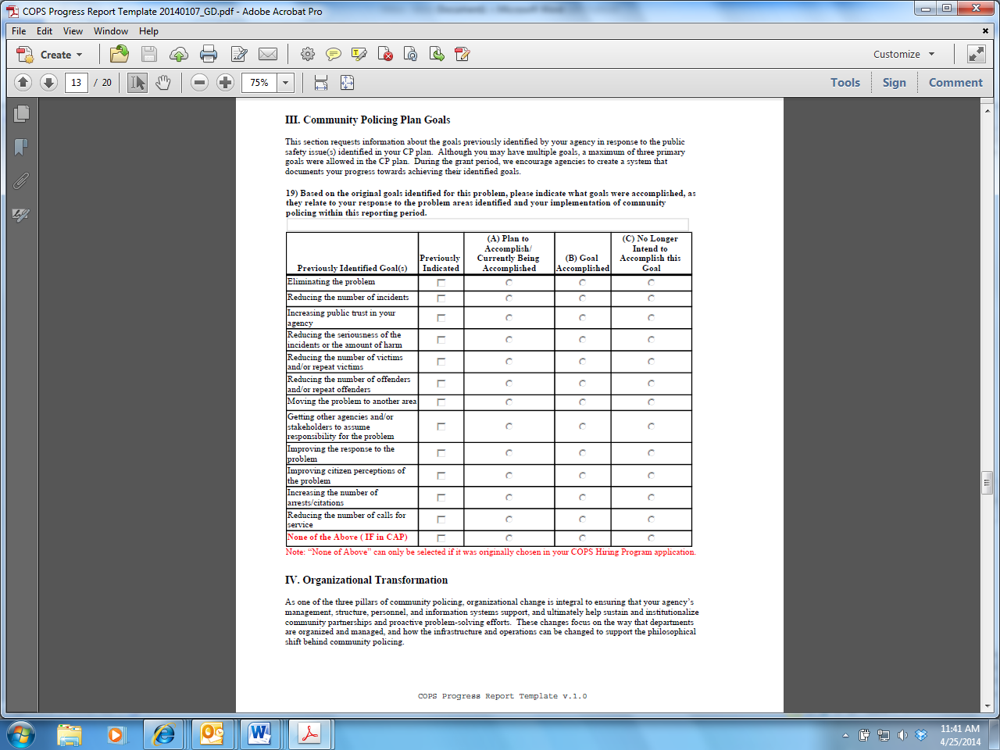 COPS Progress Report Template 20140107_GD.pdf - Adobe Acrobat Pro
File Edit View Window Help
Create
Customize
13 / 20
75%
Tools Sign Comment
III. Community Policing Plan Goals
This section requests information about the goals previously identified by your agency in response to the public
safety issue(s) identified in your CP plan. Although you may have multiple goals, a maximum of three primary
goals were allowed in the CP plan. During the grant period, we encourage agencies to create a system that
documents your progress towards achieving their identified goals.
19) Based on the original goals identified for this problem, please indicate what goals were accomplished, as
they relate to your response to the problem areas identified and your implementation of community
policing within this reporting period.
Previously Identified Goal(s)
Previously
Indicated
(A) Plan to
Accomplish/
Currently Being
Accomplished
(B) Goal
Accomplished
(C) No Longer
Intend to
Accomplish this
Goal
Eliminating the problem
Reducing the number of incidents
Increasing public trust in your
agency
Reducing the seriousness of the
incidents or the amount of harm
Reducing the number of victims
and/or repeat victims
Reducing the number of offenders
and/or repeat offenders
Moving the problem to another area
Getting other agencies and/or
stakeholders to assume
responsibility for the problem
Improving the response to the
problem
Improving citizen perceptions of
the problem
Increasing the number of
arrests/citations
Reducing the number of calls for
service
None of the Above ( IF in CAP)
Note: “None of Above” can only be selected if it was originally chosen in your COPS Hiring Program application.
IV. Organizational Transformation
As one of the three pillars of community policing, organizational change is integral to ensuring that your agency’s
management, structure, personnel, and information systems support, and ultimately help sustain and institutionalize
community partnerships and proactive problem-solving efforts. These changes focus on the way that departments
are organized and managed, and how the infrastructure and operations can be changed to support the philosophical
shift behind community policing.
COPS Progress Report Template v.1.0
11:41 AM
4/25/2014